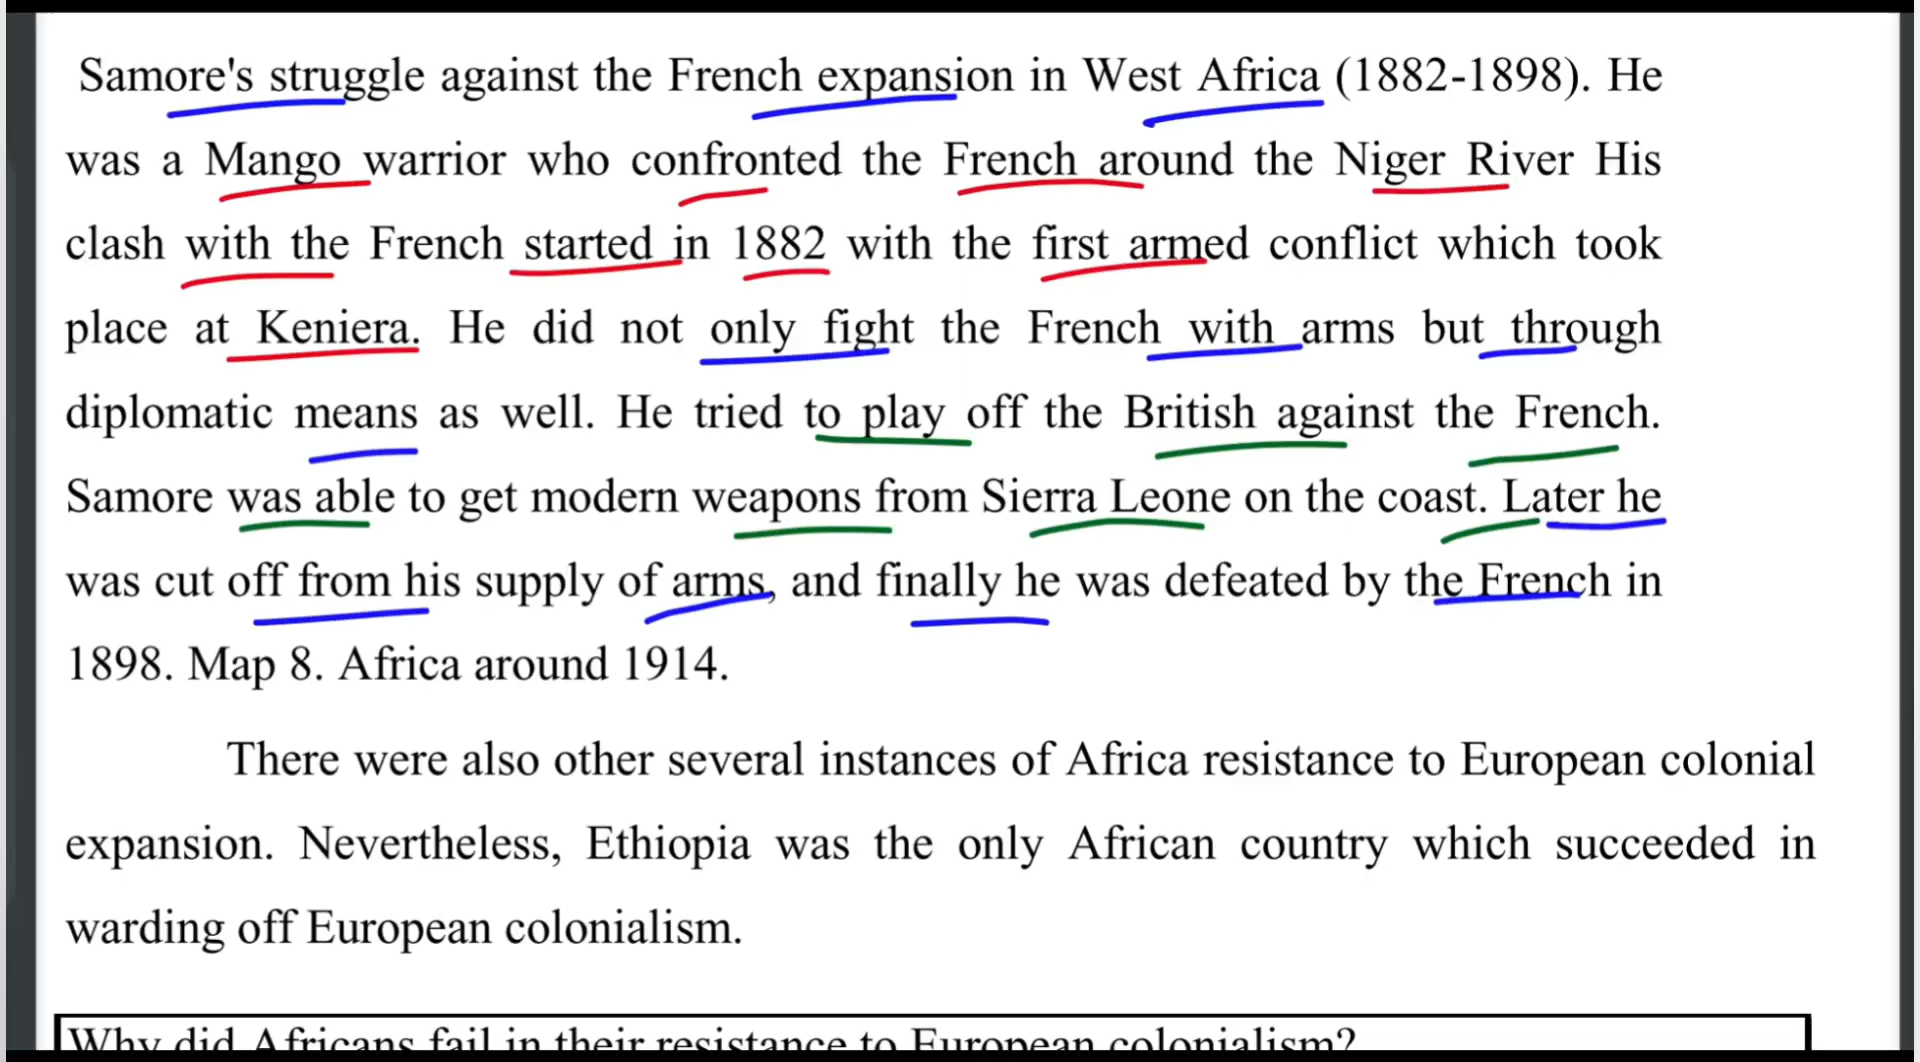 Samore's struggle against the French expansion in West Africa (1882-1898). He
was a Mango warrior who confronted the French around the Niger River His
clash with the French started in 1882 with the first armed conflict which took
place at Keniera. He did not only fight the French with arms but through
diplomatic means as well. He tried to play off the British against the French.
Samore was able to get modern weapons from Sierra Leone on the coast. Later he
was cut off from his supply of arms, and finally he was defeated by the French in
1898. Map 8. Africa around 1914.
There were also other several instances of Africa resistance to European colonial
expansion. Nevertheless, Ethiopia was the only African country which succeeded in
warding off European colonialism.
Why did Africans fail in their resistance to European colonialism?